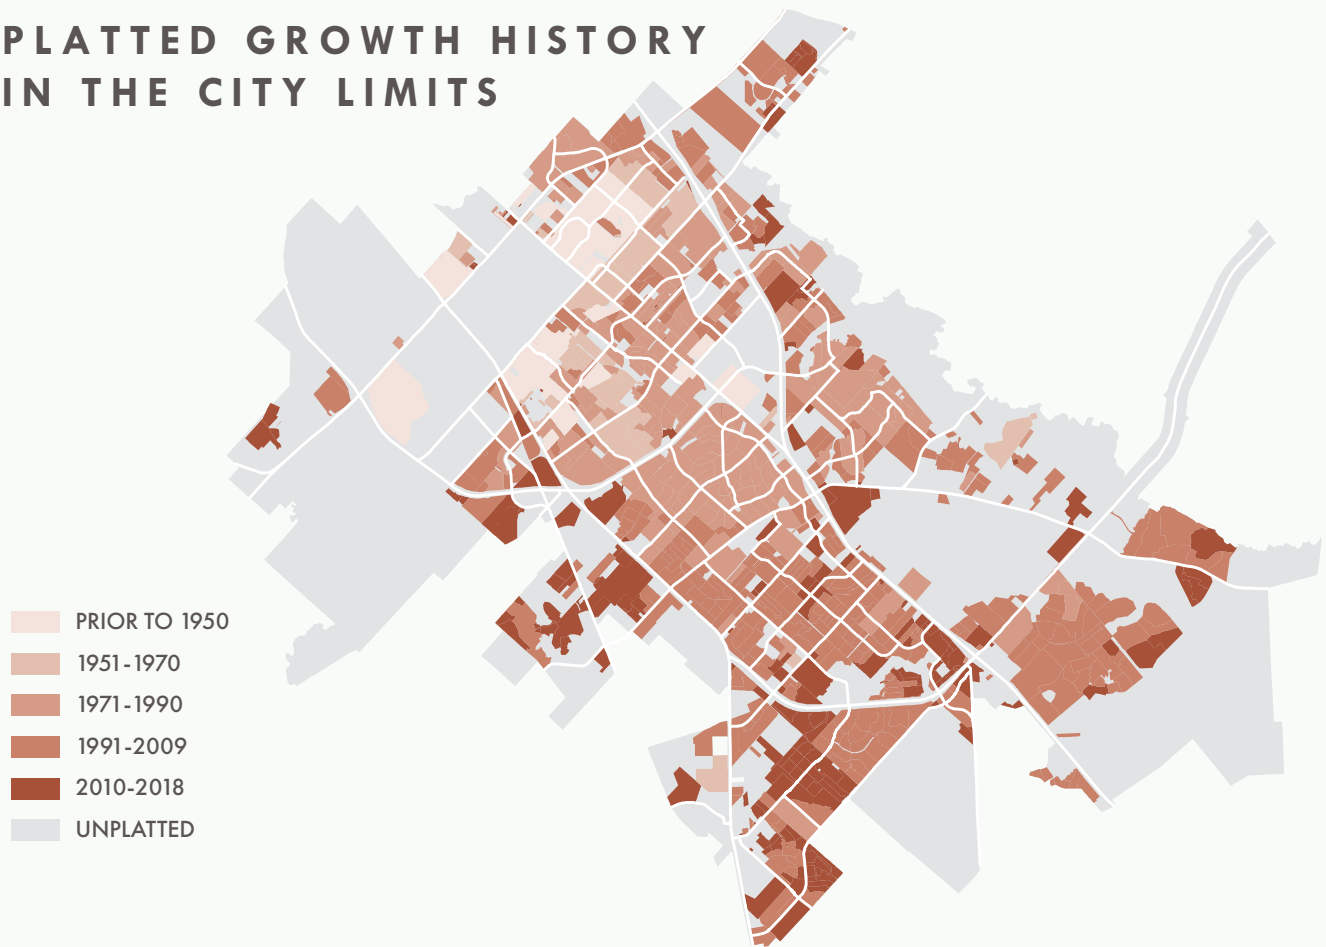 PLATTED GROWTH HISTORY
IN THE CITY LIMITS
PRIOR TO 1950
1951-1970
1971-1990
1991-2009
2010-2018
UNPLATTED